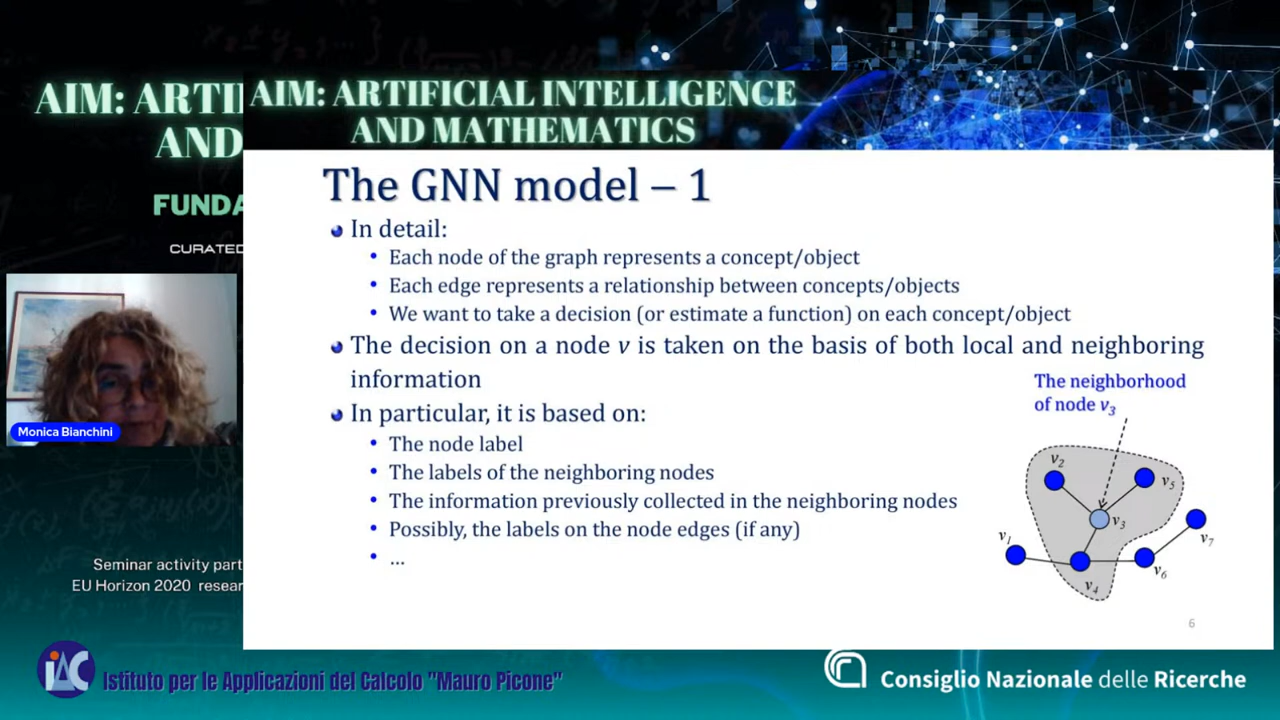 AIM: ARTI
AND
FUNDA
CURATED
Monica Bianchini
Seminar activity part
EU Horizon 2020 resear
AIM: ARTIFICIAL INTELLIGENCE
AND MATHEMATICS
The GNN model – 1
In detail:
• Each node of the graph represents a concept/object
• Each edge represents a relationship between concepts/objects
• We want to take a decision (or estimate a function) on each concept/object
The decision on a node v is taken on the basis of both local and neighboring
information
In particular, it is based on:
• The node label
• The labels of the neighboring nodes
• The information previously collected in the neighboring nodes
• Possibly, the labels on the node edges (if any)
• ...
The neighborhood
of node v3
v2
v5
v3
v1
v7
v6
v4
6
iAC
Istituto per le Applicazioni del Calcolo "Mauro Picone"
Consiglio Nazionale delle Ricerche